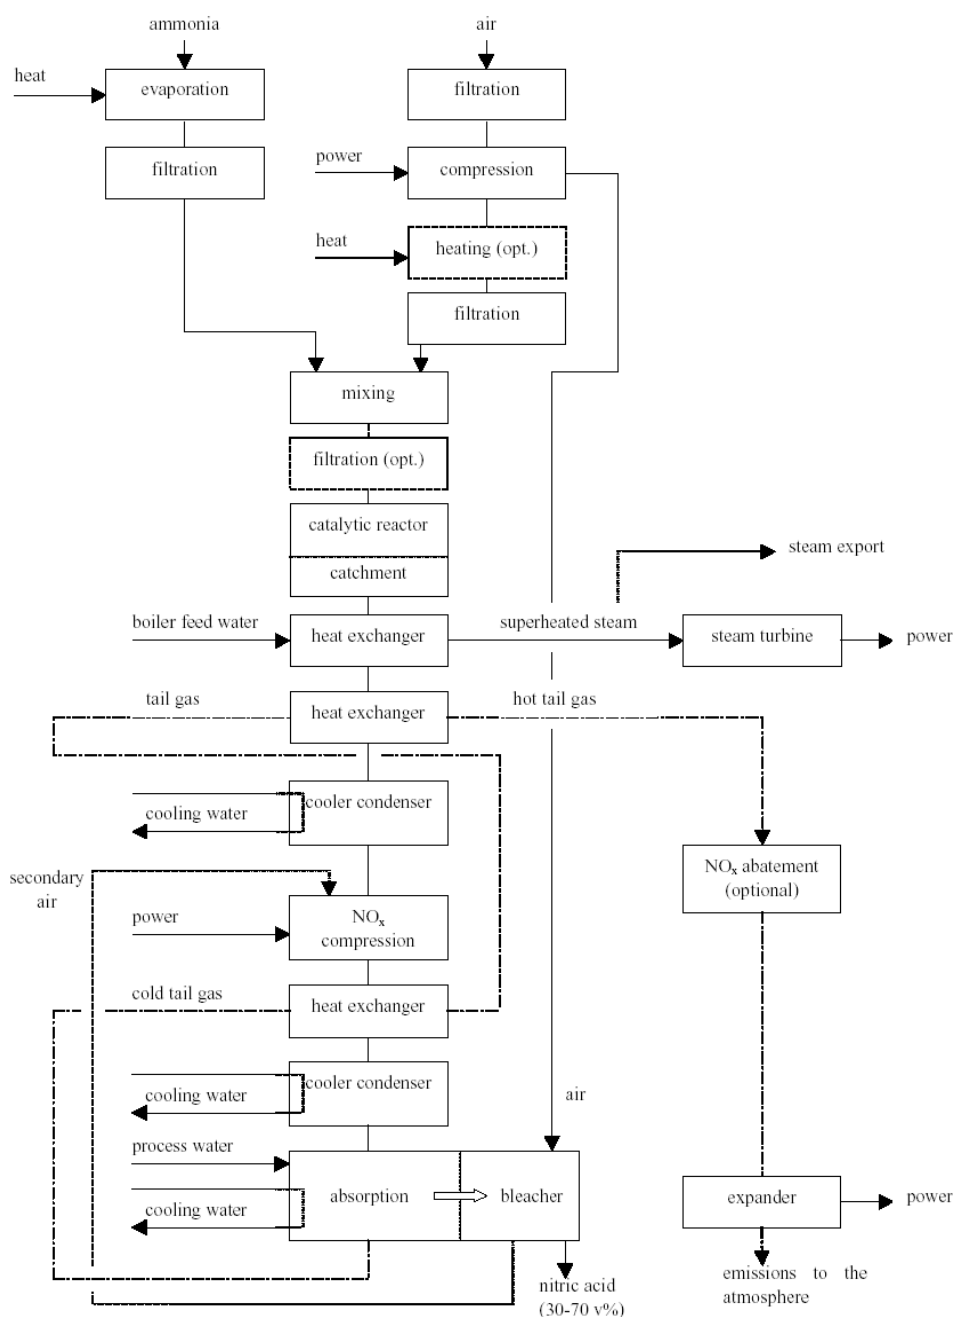 ammonia
air
heat
evaporation
filtration
power
filtration
compression
heat
heating (opt.)
filtration
mixing
filtration (opt.)
catalytic reactor
catchment
steam export
boiler feed water
heat exchanger
superheated steam
steam turbine
power
tail gas
heat exchanger
hot tail gas
cooler condenser
cooling water
secondary
air
NOx abatement
(optional)
power
NOx
compression
cold tail gas
heat exchanger
cooler condenser
cooling water
air
process water
absorption
bleacher
cooling water
expander
power
nitric acid
(30-70 v%)
emissions to the
atmosphere